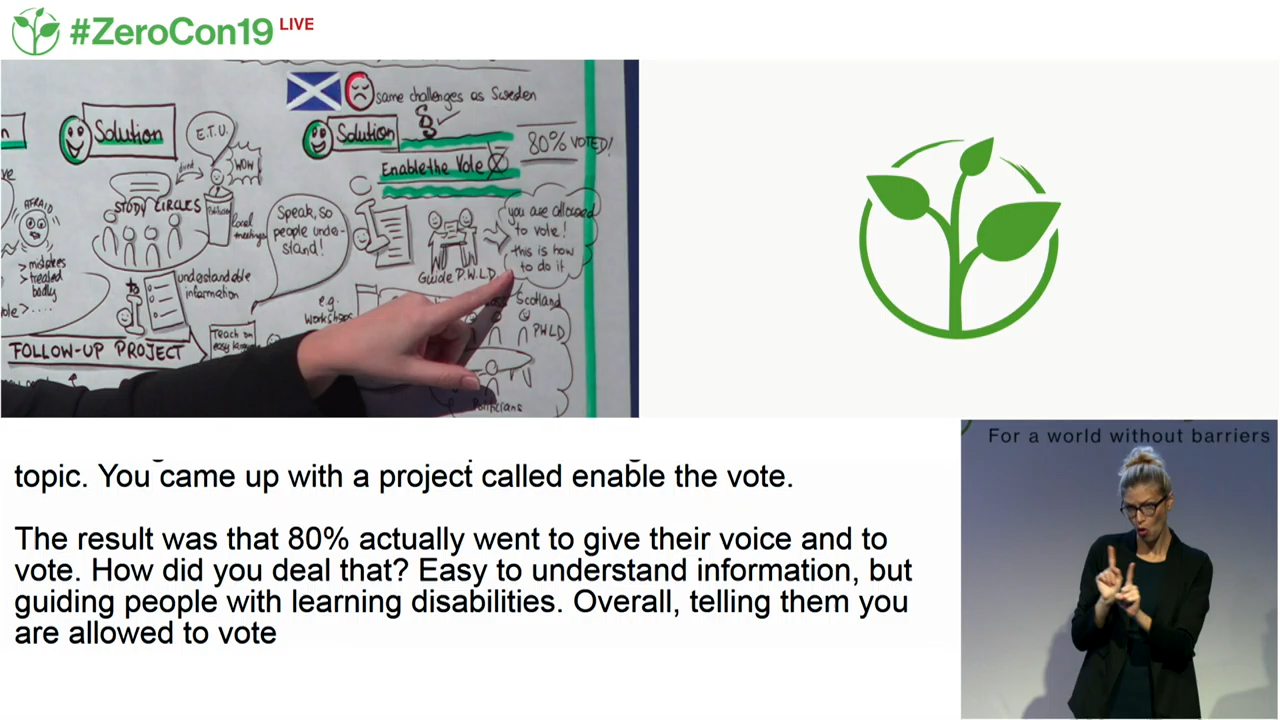 #ZeroCon19 LIVE
same challenges as Sweden
Solution
E.T.U.
Solution
80% VOTED!
WOW
Enable the Vote
AFRAID
STUDY CIRCLES
local
meetings
Speak, so
people under-
stand!
you are allowed
to vote!
this is how
to do it
> mistakes
> treated
badly
understandable
information
Guide P.W.L.D
e.g.
Workshops
Scotland
PWLD
Teach on
easy language
FOLLOW-UP PROJECT
Politicians
topic. You came up with a project called enable the vote.
The result was that 80% actually went to give their voice and to
vote. How did you deal that? Easy to understand information, but
guiding people with learning disabilities. Overall, telling them you
are allowed to vote
For a world without barriers